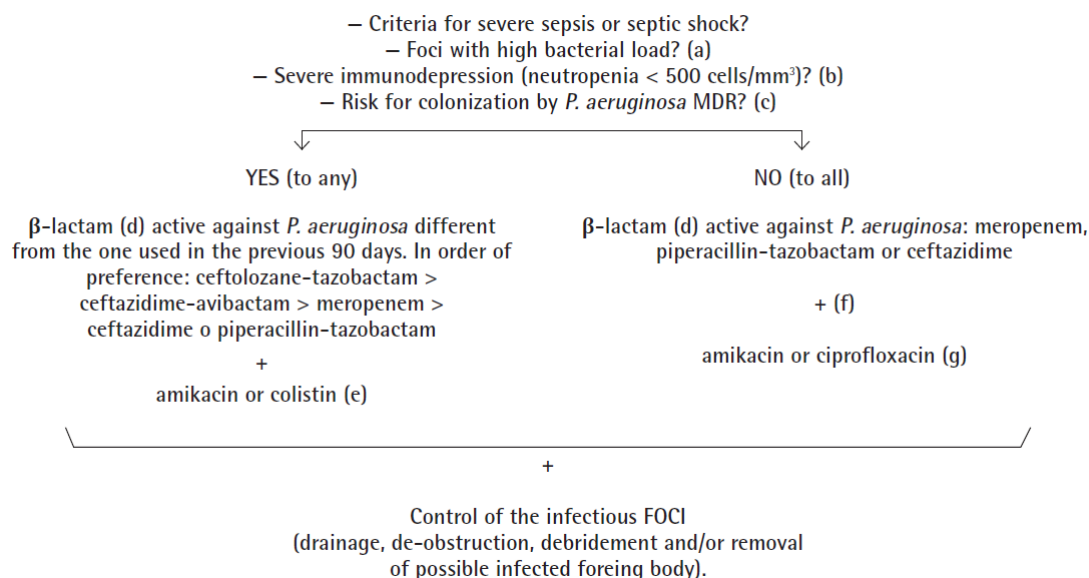 — Criteria for severe sepsis or septic shock?
— Foci with high bacterial load? (a)
— Severe immunodepression (neutropenia < 500 cells/mm³)? (b)
— Risk for colonization by P. aeruginosa MDR? (c)
YES (to any)
β-lactam (d) active against P. aeruginosa different
from the one used in the previous 90 days. In order
of preference: ceftolozane-tazobactam >
ceftazidime-avibactam > meropenem >
ceftazidime o piperacillin-tazobactam
+
amikacin or colistin (e)
NO (to all)
β-lactam (d) active against P. aeruginosa: meropenem,
piperacillin-tazobactam or ceftazidime
+ (f)
amikacin or ciprofloxacin (g)
+
Control of the infectious FOCI
(drainage, de-obstruction, debridement and/or removal
of possible infected foreing body).